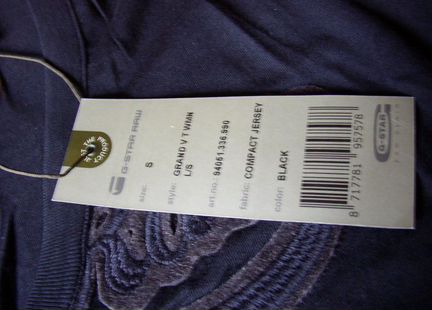 G-STAR RAW
size: S
style: GRAND V T WMN
L/S
art.no.: 94061.336.990
fabric: COMPACT JERSEY
color: BLACK
8 717781 957578
G-STAR